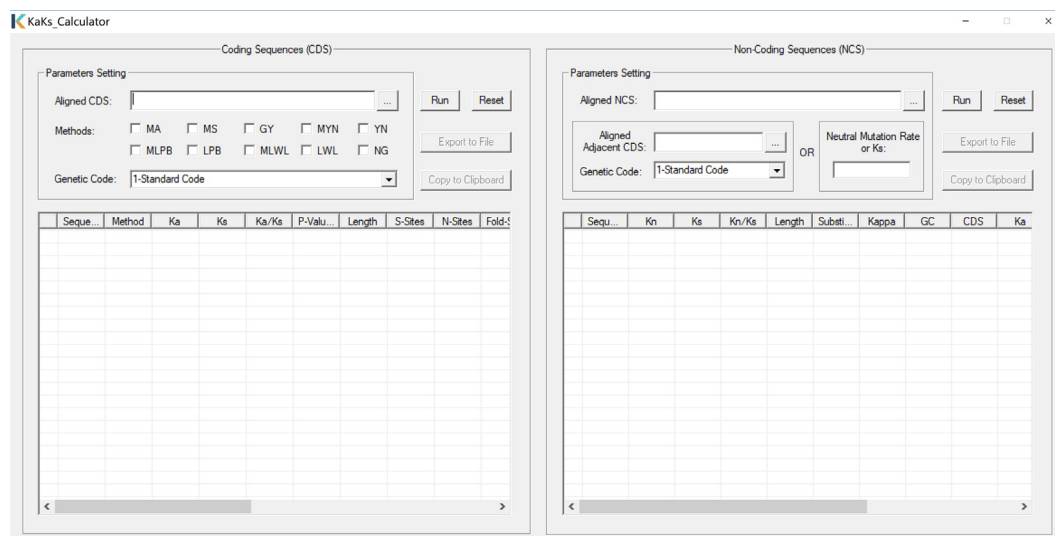 KaKs_Calculator
Coding Sequences (CDS)
Parameters Setting
Aligned CDS:
...
Run
Reset
Methods:
MA MS GY MYN YN
MLPB LPB MLWL LWL NG
Export to File
Genetic Code:
1-Standard Code
Copy to Clipboard
Seque... Method Ka Ks Ka/Ks P-Valu... Length S-Sites N-Sites Fold-S
Non-Coding Sequences (NCS)
Parameters Setting
Aligned NCS:
...
Run
Reset
Aligned
Adjacent CDS:
...
OR
Neutral Mutation Rate
or Ks:
Export to File
Genetic Code:
1-Standard Code
Copy to Clipboard
Sequ... Kn Ks Kn/Ks Length Substi... Kappa GC CDS Ka